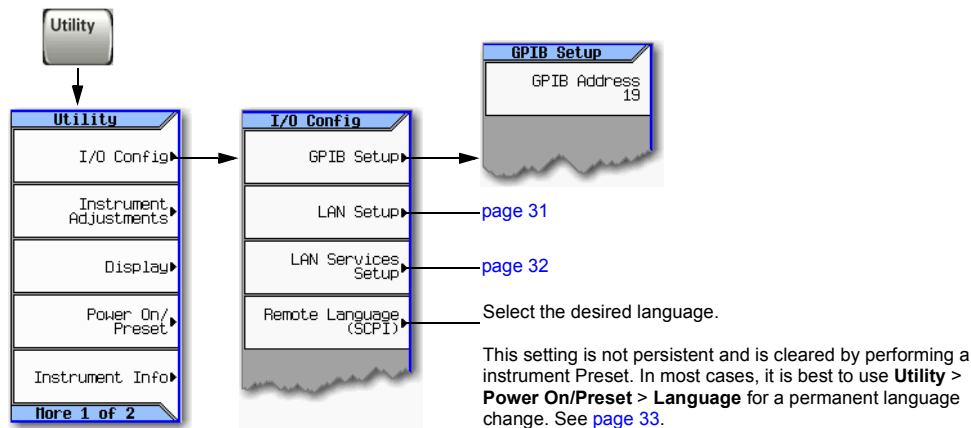 Utility
Utility
I/O Config
Instrument
Adjustments
Display
Power On/
Preset
Instrument Info
More 1 of 2
I/O Config
GPIB Setup
LAN Setup
LAN Services
Setup
Remote Language
(SCPI)
GPIB Setup
GPIB Address
19
page 31
page 32
Select the desired language.
This setting is not persistent and is cleared by performing a
instrument Preset. In most cases, it is best to use Utility >
Power On/Preset > Language for a permanent language
change. See page 33.